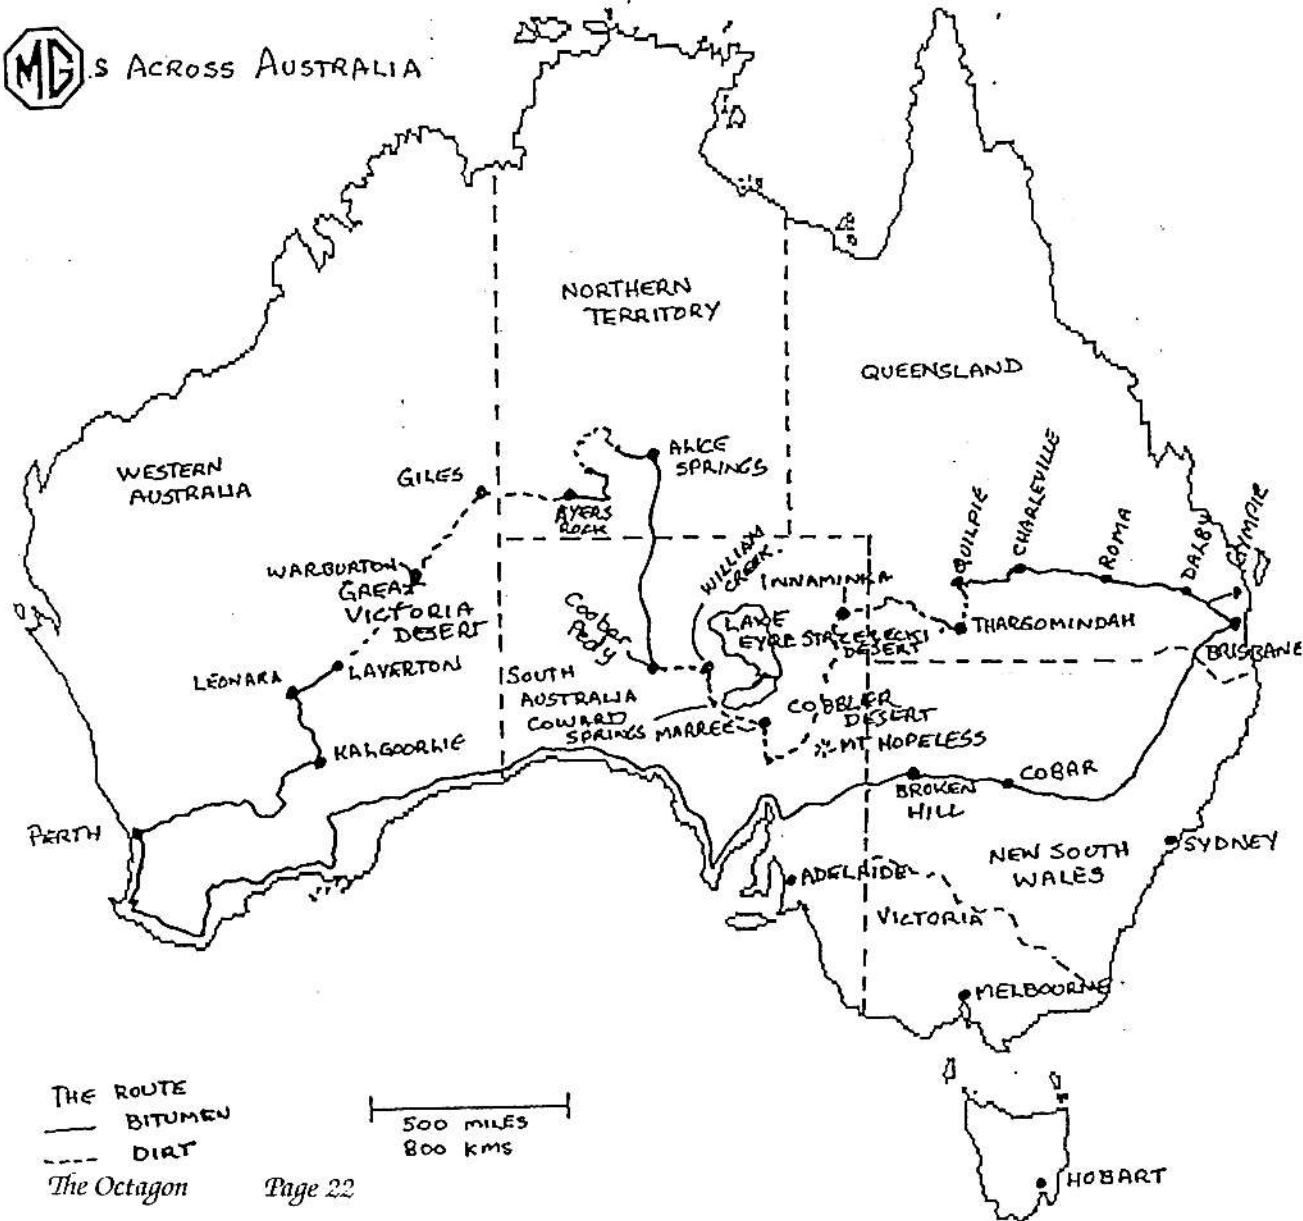 MG.s ACROSS AUSTRALIA
NORTHERN
TERRITORY
QUEENSLAND
WESTERN
AUSTRALIA
GILES
ALICE
SPRINGS
AYERS
ROCK
WARBURTON
GREAT
VICTORIA
DESERT
LAVERTON
LEONARA
KALGOORLIE
PERTH
Coober
Pedy
WILLIAM
CREEK.
INNAMINKA
LAKE
EYRE
STRZELECKI
DESERT
QUILPIE
CHARLEVILLE
ROMA
DALBY
GYMPIE
THARGOMINDAH
BRISBANE
SOUTH
AUSTRALIA
COWARD
SPRINGS
MARREE
COBBLER
DESERT
MT HOPELESS
BROKEN
HILL
COBAR
NEW SOUTH
WALES
SYDNEY
ADELAIDE
VICTORIA
MELBOURNE
HOBART
THE ROUTE
BITUMEN
DIRT
500 MILES
800 KMS
The Octagon Page 22